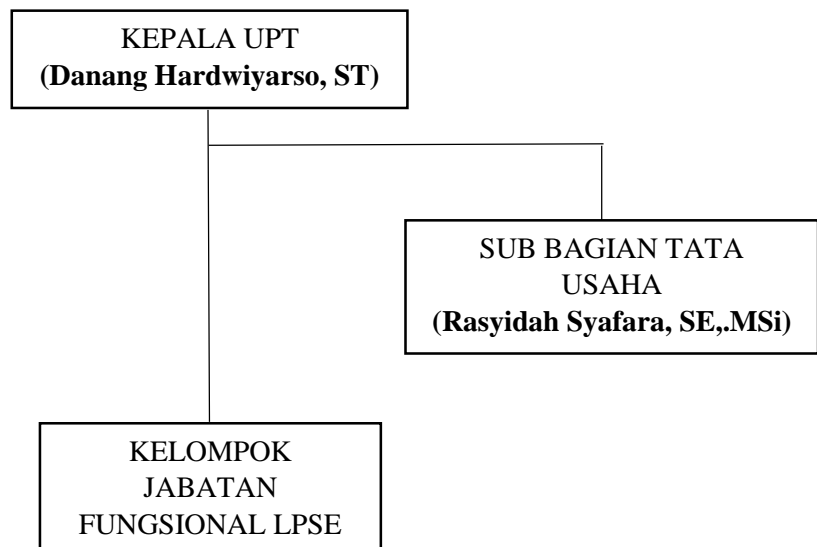 KEPALA UPT
(Danang Hardwiyarso, ST)
SUB BAGIAN TATA
USAHA
(Rasyidah Syafara, SE,.MSi)
KELOMPOK
JABATAN
FUNGSIONAL LPSE